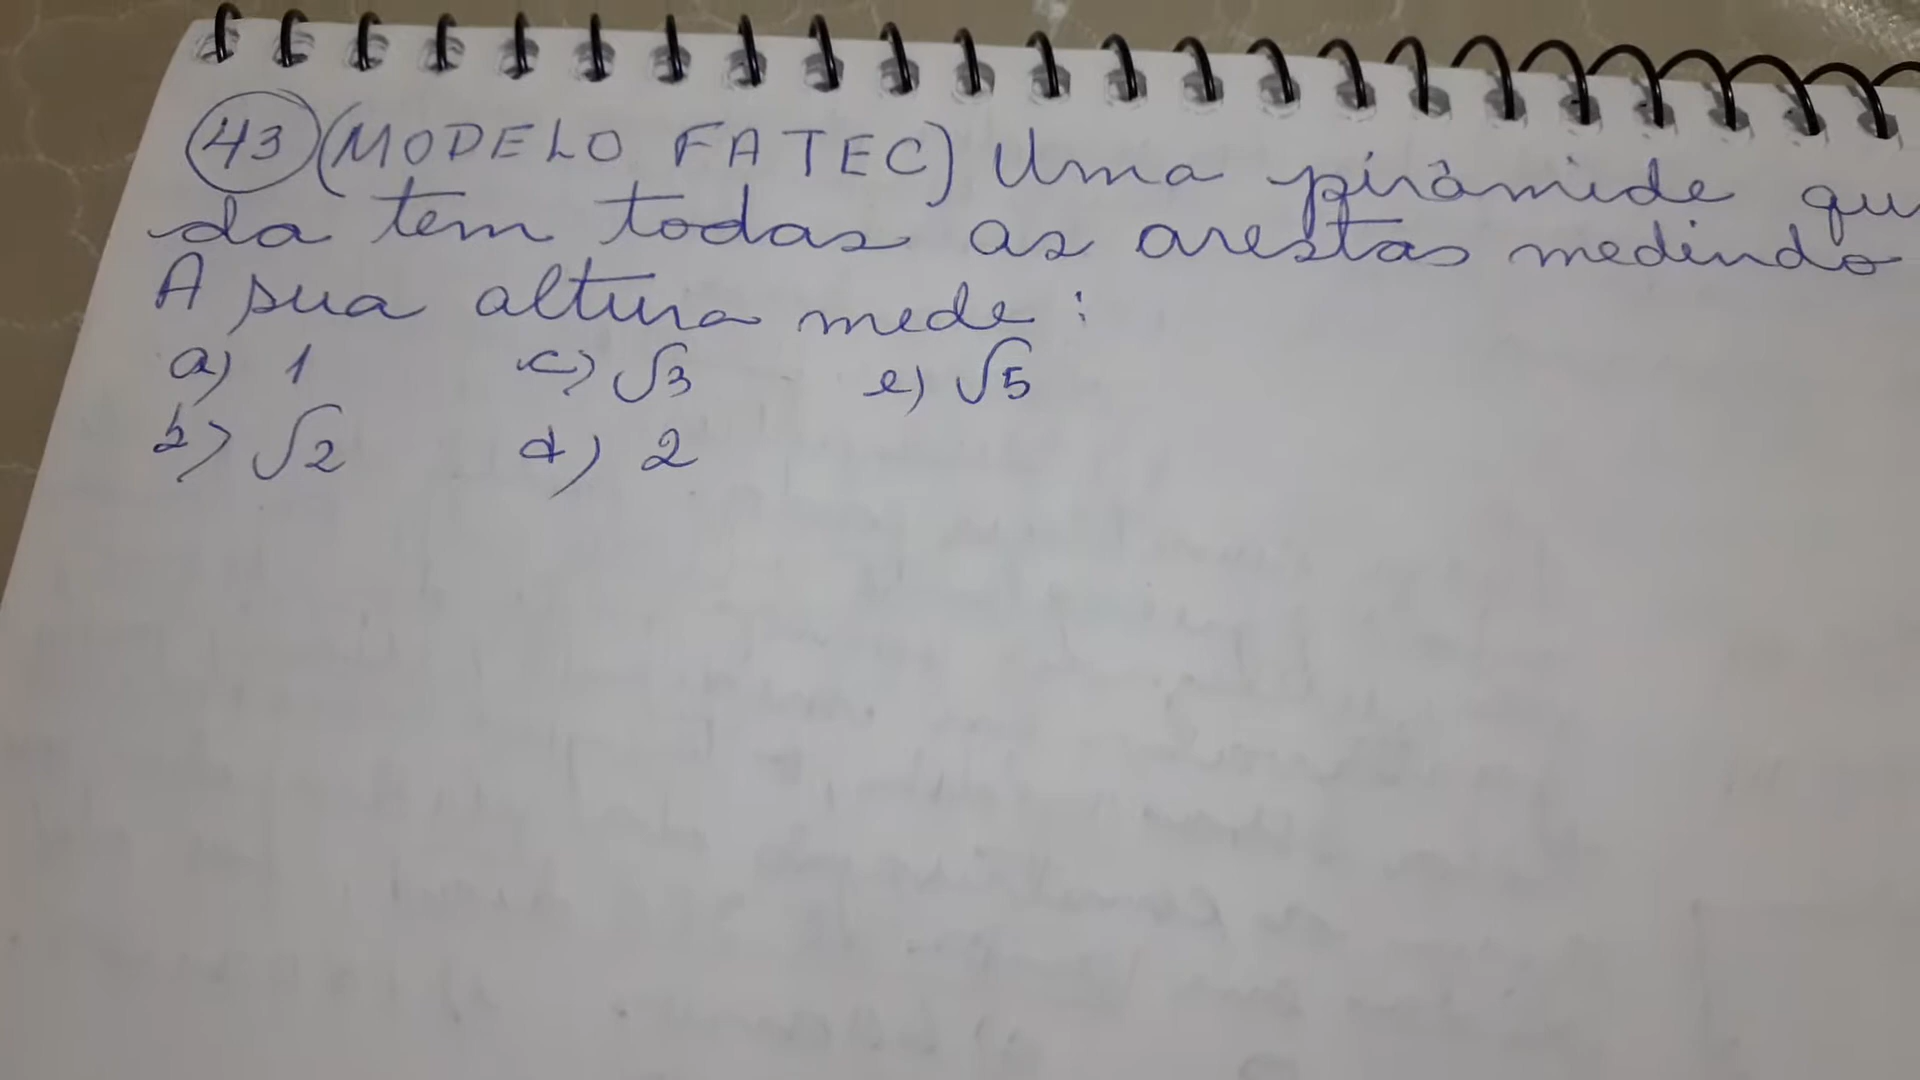 43 (MODELO FATEC) Uma pirâmide qu
da tem todas as arestas medindo
A sua altura mede:
a) 1 c) √3 e) √5
b) √2 d) 2